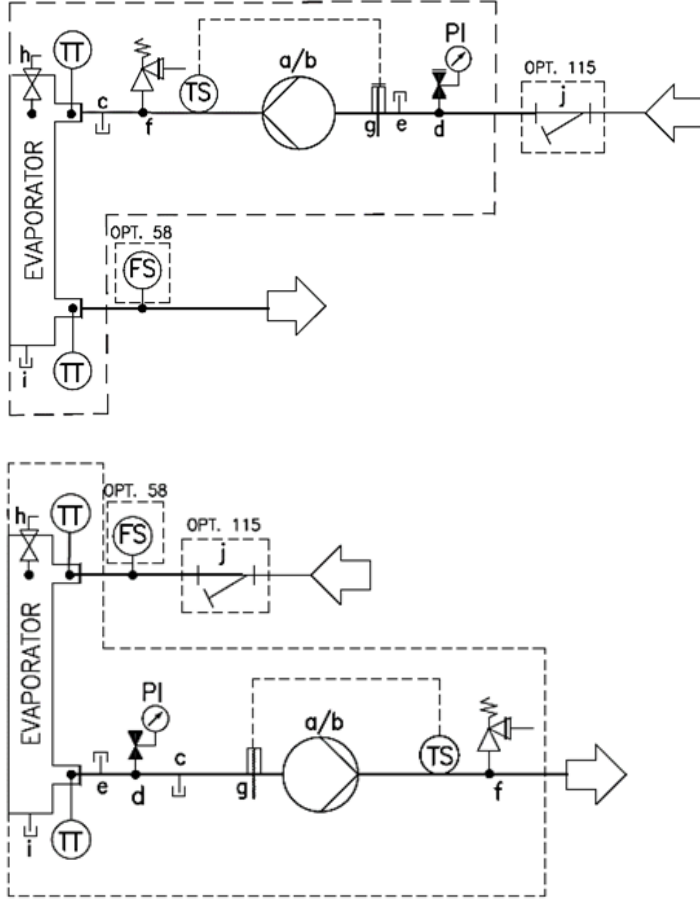 h
TT
c
f
TS
a/b
g
e
d
PI
OPT. 115
j
EVAPORATOR
OPT. 58
FS
i
TT
h
TT
OPT. 58
FS
OPT. 115
j
EVAPORATOR
PI
e
d
c
g
a/b
TS
f
i
TT